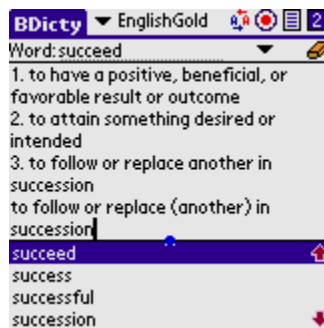 BDicty EnglishGold 2
Word: succeed
1. to have a positive, beneficial, or
favorable result or outcome
2. to attain something desired or
intended
3. to follow or replace another in
succession
to follow or replace (another) in
succession
succeed
success
successful
succession